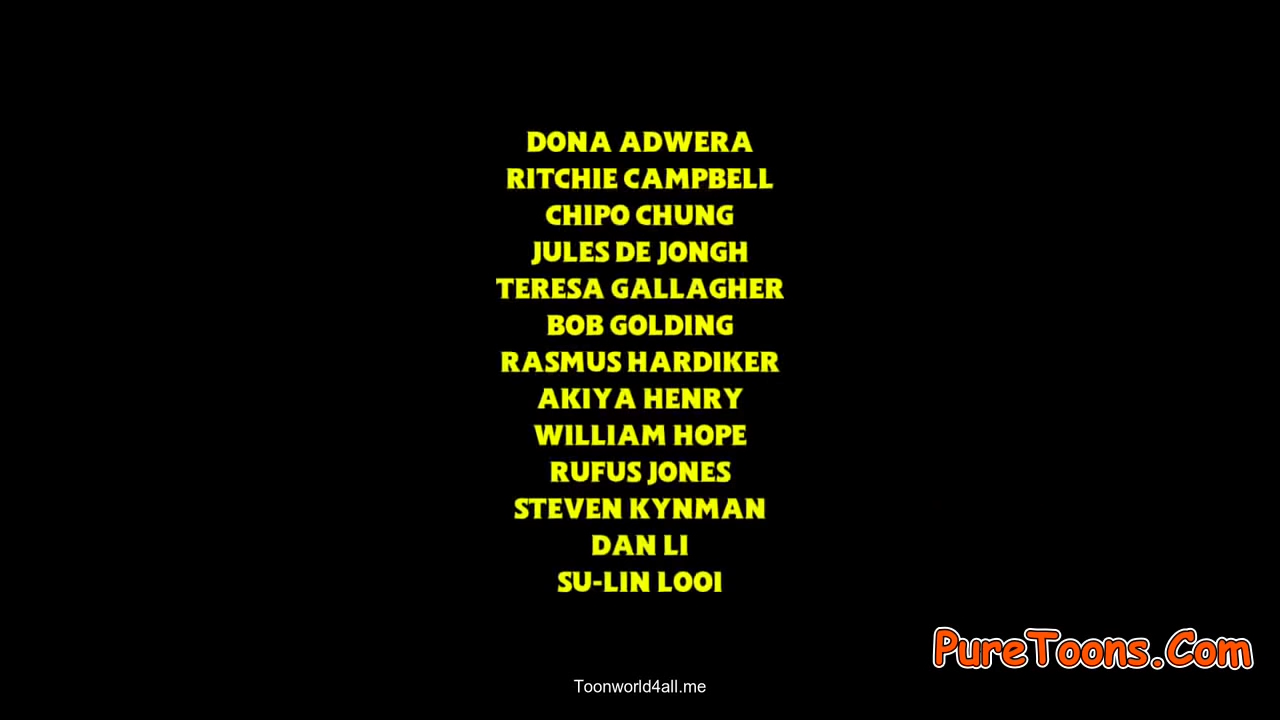 DONA ADWERA
RITCHIE CAMPBELL
CHIPO CHUNG
JULES DE JONGH
TERESA GALLAGHER
BOB GOLDING
RASMUS HARDIKER
AKIYA HENRY
WILLIAM HOPE
RUFUS JONES
STEVEN KYNMAN
DAN LI
SU-LIN LOOI
PureToons.Com
Toonworld4all.me